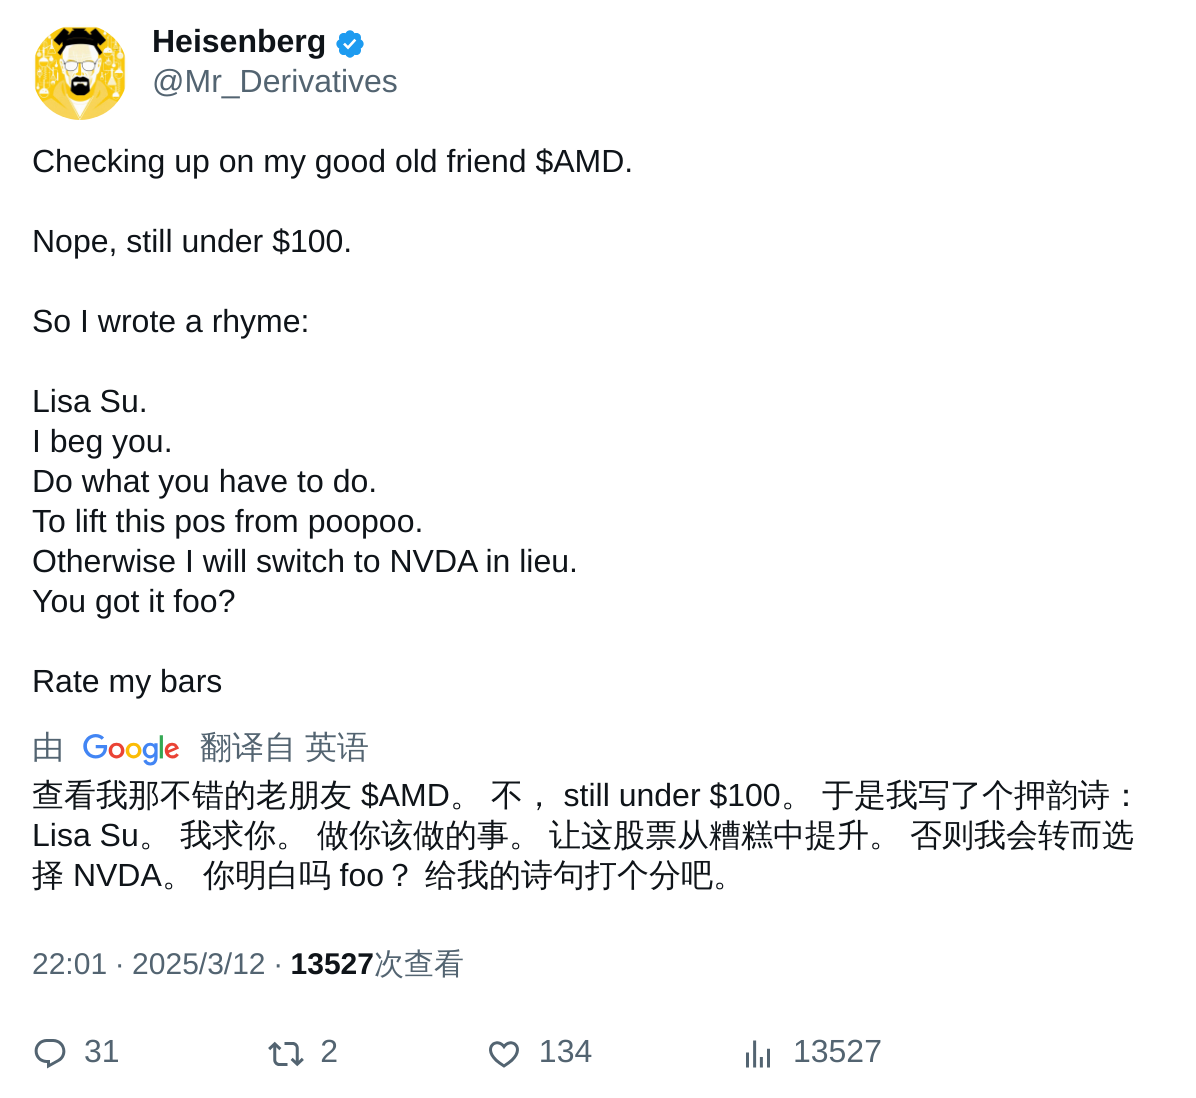 Heisenberg
@Mr_Derivatives
Checking up on my good old friend $AMD.
Nope, still under $100.
So I wrote a rhyme:
Lisa Su.
I beg you.
Do what you have to do.
To lift this pos from poopoo.
Otherwise I will switch to NVDA in lieu.
You got it foo?
Rate my bars
由 Google 翻译自 英语
查看我那不错的老朋友 $AMD。 不， still under $100。 于是我写了个押韵诗：
Lisa Su。 我求你。 做你该做的事。 让这股票从糟糕中提升。 否则我会转而选
择 NVDA。 你明白吗 foo？ 给我的诗句打个分吧。
22:01 · 2025/3/12 · 13527次查看
31 2 134 13527